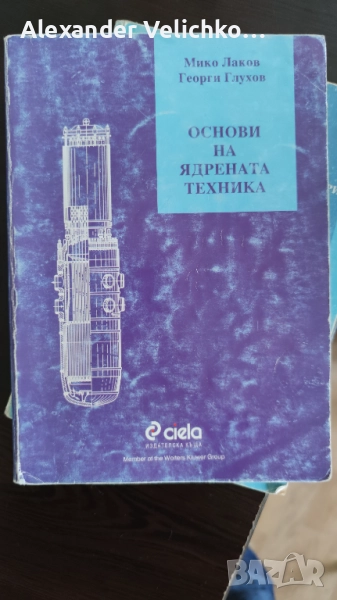 Alexander Velichko...
Мико Лаков
Георги Глухов
ОСНОВИ
НА
ЯДРЕНАТА
ТЕХНИКА
ciela
ИЗДАТЕЛСКА КЪЩА
Member of the Wolters Kluwer Group
BAZAR